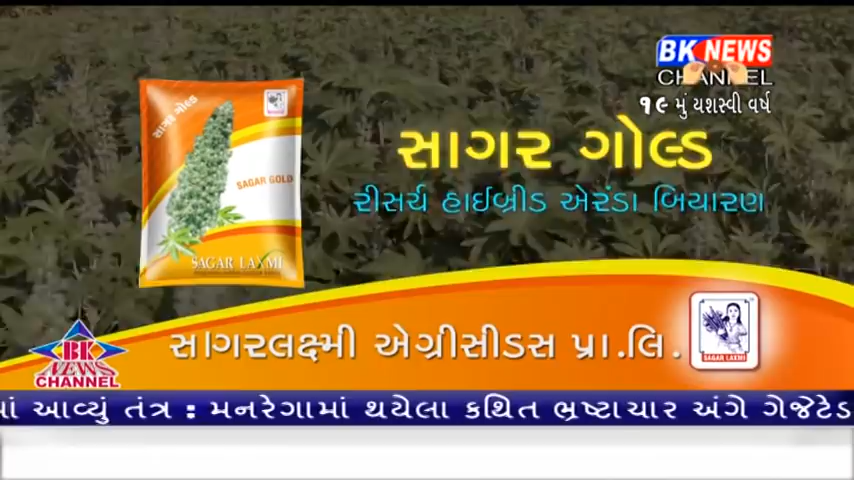 BK NEWS
CHANNEL
૧૯ મું યશસ્વી વર્ષ
સાગર ગોલ્ડ
SAGAR GOLD
SAGAR LAXMI
સાગર ગોલ્ડ
રીસર્ચ હાઈબ્રીડ એરંડા બિયારણ
સાગરલક્ષ્મી એગ્રીસીડસ પ્રા.લિ.
SAGAR LAXMI
BK
NEWS
CHANNEL
માં આવ્યું તંત્ર : મનરેગામાં થયેલા કથિત ભ્રષ્ટાચાર અંગે ગેજેટેડ